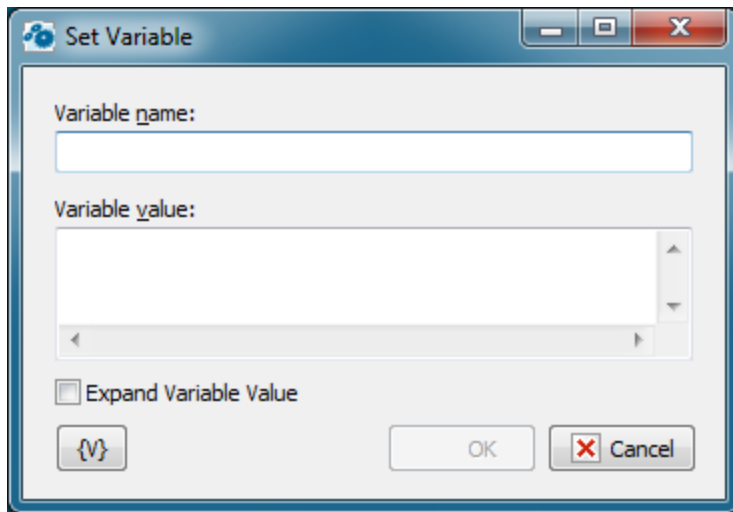 Set Variable
Variable name:
Variable value:
Expand Variable Value
{V}
OK
Cancel